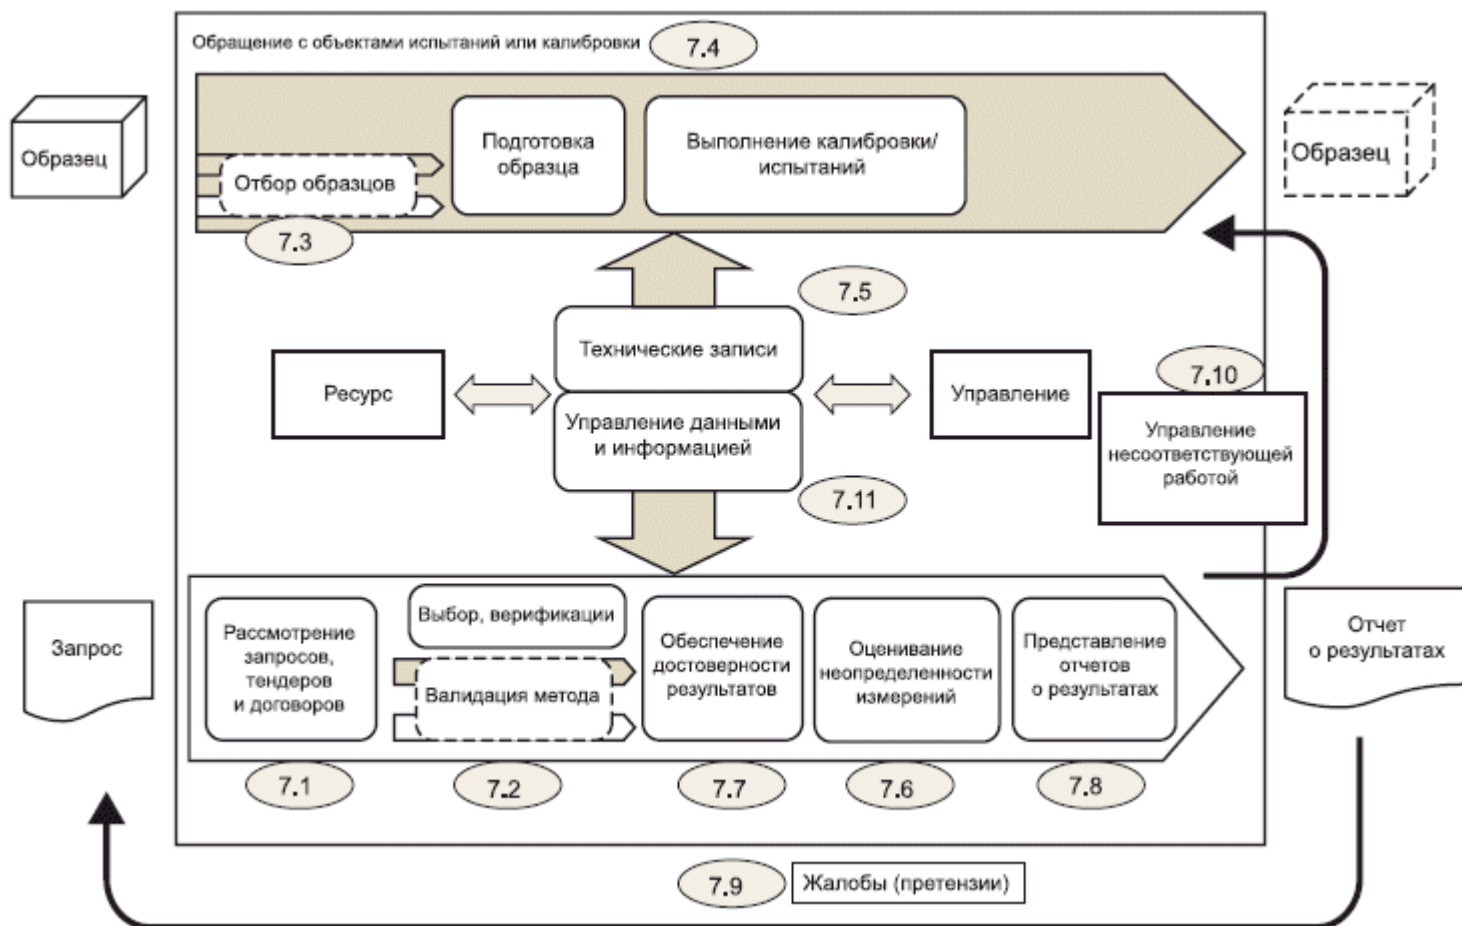 Обращение с объектами испытаний или калибровки
7.4
Образец
Отбор образцов
7.3
Подготовка
образца
Выполнение калибровки/
испытаний
Образец
7.5
Технические записи
Ресурс
Управление данными
и информацией
Управление
7.11
7.10
Управление
несоответствующей
работой
Запрос
Рассмотрение
запросов,
тендеров
и договоров
Выбор, верификации
Валидация метода
Обеспечение
достоверности
результатов
Оценивание
неопределенности
измерений
Представление
отчетов
о результатах
Отчет
о результатах
7.1
7.2
7.7
7.6
7.8
7.9
Жалобы (претензии)